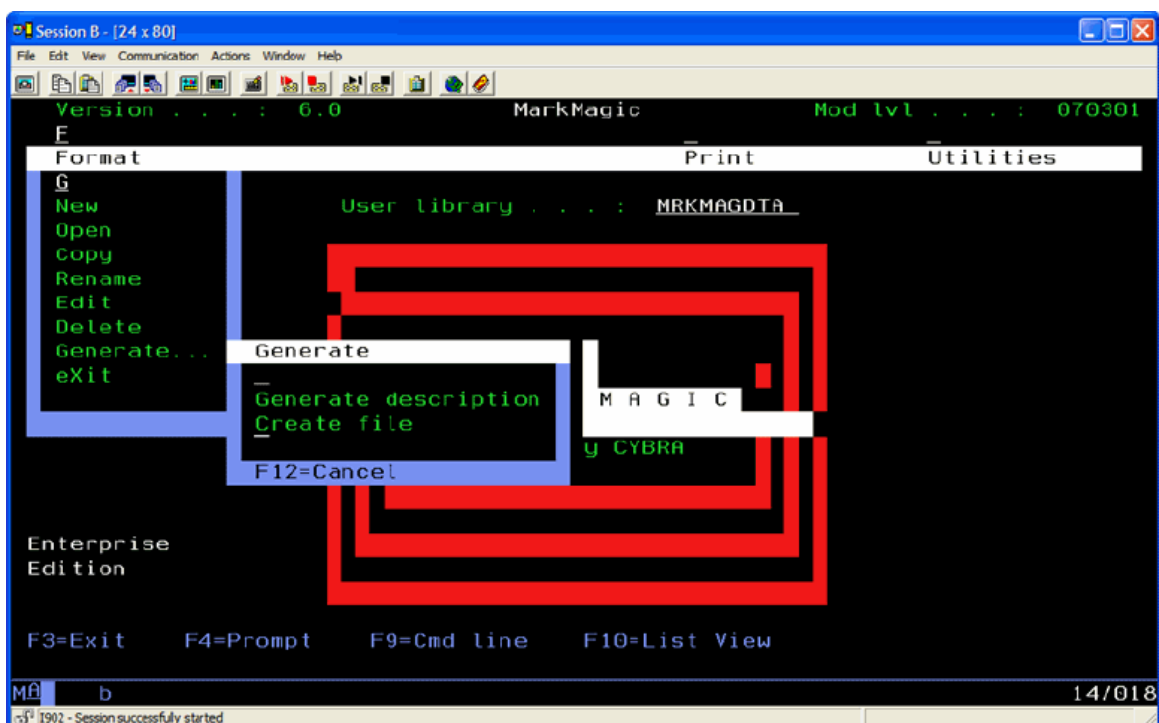 Session B - [24 x 80]
File Edit View Communication Actions Window Help
Version . . . : 6.0 MarkMagic Mod lvl . . . : 070301
F
Format Print Utilities
G
New User library . . . : MRKMAGDTA
Open
Copy
Rename
Edit
Delete
Generate... Generate
eXit
Generate description M A G I C
Create file
y CYBRA
F12=Cancel
Enterprise
Edition
F3=Exit F4=Prompt F9=Cmd line F10=List View
MA b 14/018
I902 - Session successfully started